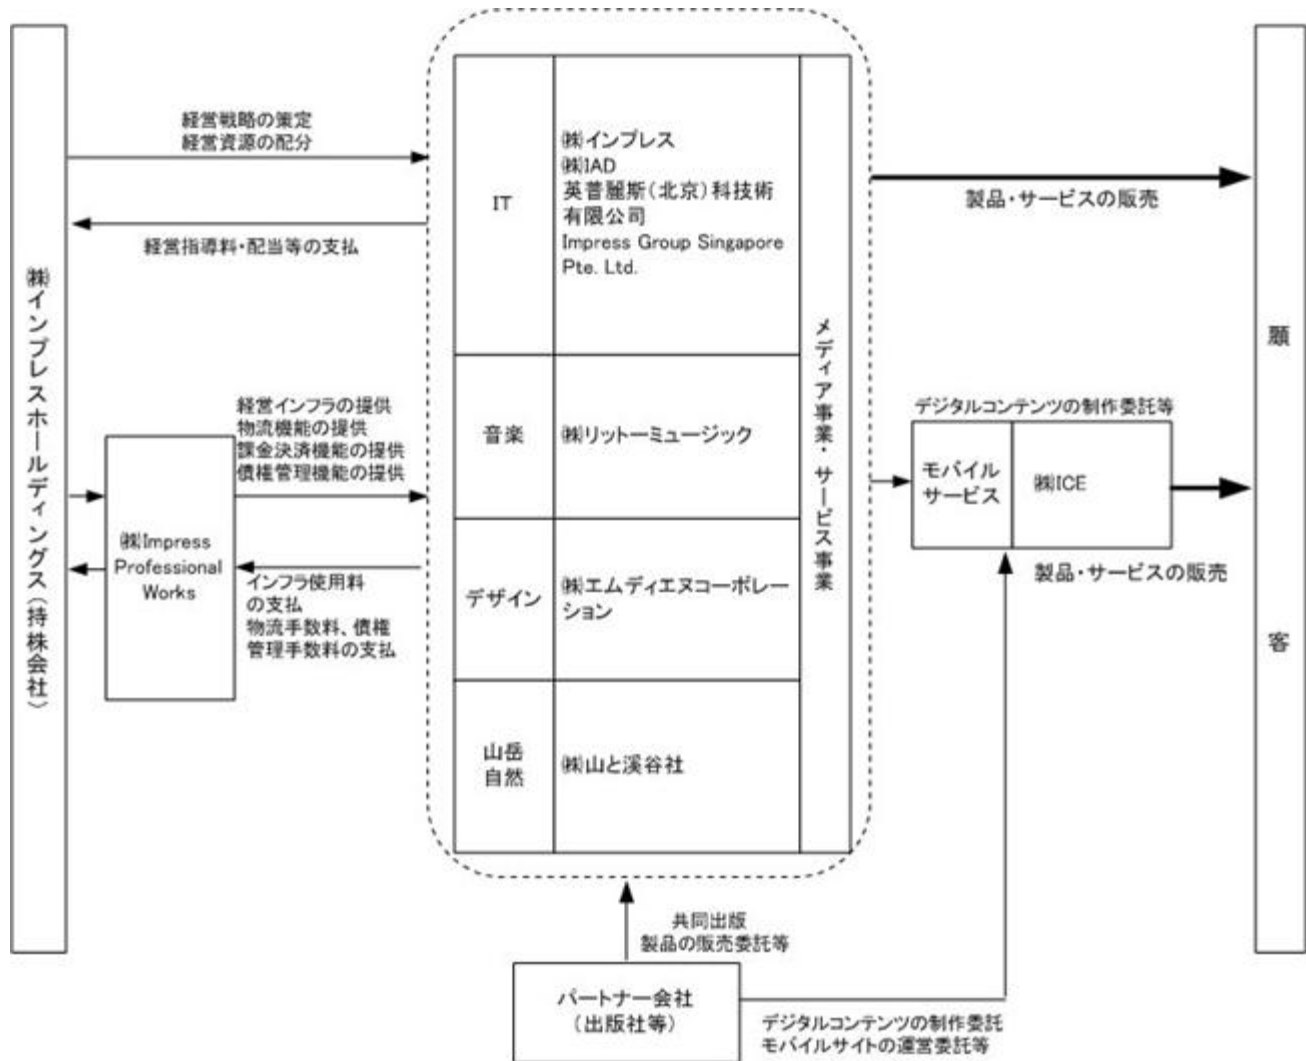 ㈱インプレスホールディングス(持株会社)
経営戦略の策定
経営資源の配分
経営指導料・配当等の支払
経営インフラの提供
物流機能の提供
課金決済機能の提供
債権管理機能の提供
㈱Impress
Professional
Works
インフラ使用料
の支払
物流手数料、債権
管理手数料の支払
IT
㈱インプレス
㈱IAD
英普麗斯(北京)科技術
有限公司
Impress Group Singapore
Pte. Ltd.
音楽
㈱リットーミュージック
デザイン
㈱エムディエヌコーポレー
ション
山岳
自然
㈱山と溪谷社
メディア事業・サービス事業
製品・サービスの販売
デジタルコンテンツの制作委託等
モバイル
サービス
㈱ICE
製品・サービスの販売
顧客
共同出版
製品の販売委託等
パートナー会社
(出版社等)
デジタルコンテンツの制作委託
モバイルサイトの運営委託等